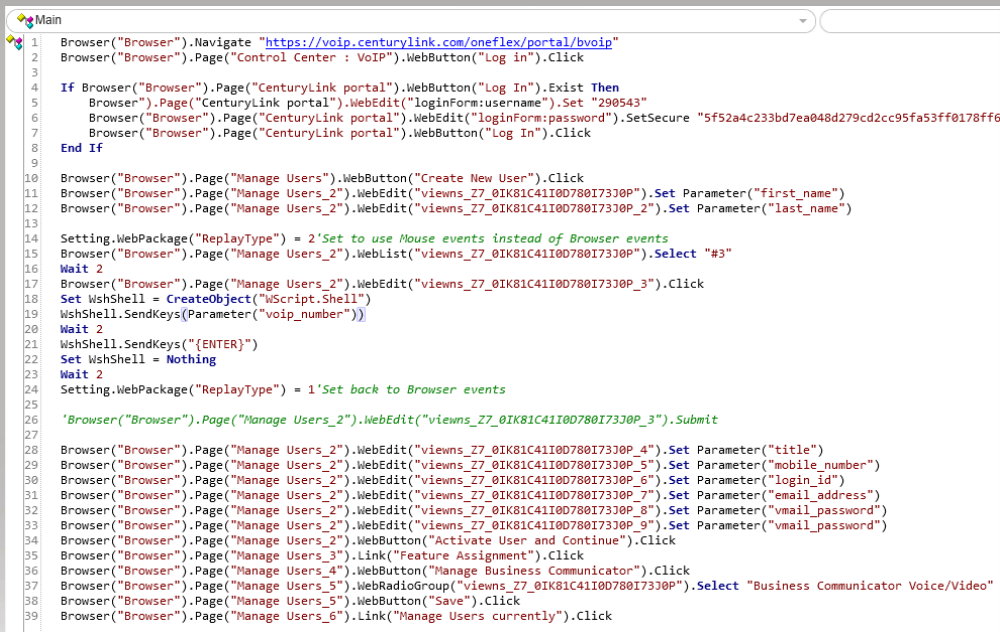 Main
1 Browser("Browser").Navigate "https://voip.centurylink.com/oneflex/portal/bvoip"
2 Browser("Browser").Page("Control Center : VoIP").WebButton("Log in").Click
3
4 If Browser("Browser").Page("CenturyLink portal").WebButton("Log In").Exist Then
5 Browser").Page("CenturyLink portal").WebEdit("loginForm:username").Set "290543"
6 Browser("Browser").Page("CenturyLink portal").WebEdit("loginForm:password").SetSecure "5f52a4c233bd7ea048d279cd2cc95fa53ff0178ff6
7 Browser("Browser").Page("CenturyLink portal").WebButton("Log In").Click
8 End If
9
10 Browser("Browser").Page("Manage Users").WebButton("Create New User").Click
11 Browser("Browser").Page("Manage Users_2").WebEdit("viewns_Z7_0IK81C41I0D780I73J0P").Set Parameter("first_name")
12 Browser("Browser").Page("Manage Users_2").WebEdit("viewns_Z7_0IK81C41I0D780I73J0P_2").Set Parameter("last_name")
13
14 Setting.WebPackage("ReplayType") = 2'Set to use Mouse events instead of Browser events
15 Browser("Browser").Page("Manage Users_2").WebList("viewns_Z7_0IK81C41I0D780I73J0P").Select "#3"
16 Wait 2
17 Browser("Browser").Page("Manage Users_2").WebEdit("viewns_Z7_0IK81C41I0D780I73J0P_3").Click
18 Set WshShell = CreateObject("WScript.Shell")
19 WshShell.SendKeys(Parameter("voip_number"))
20 Wait 2
21 WshShell.SendKeys("{ENTER}")
22 Set WshShell = Nothing
23 Wait 2
24 Setting.WebPackage("ReplayType") = 1'Set back to Browser events
25
26 'Browser("Browser").Page("Manage Users_2").WebEdit("viewns_Z7_0IK81C41I0D780I73J0P_3").Submit
27
28 Browser("Browser").Page("Manage Users_2").WebEdit("viewns_Z7_0IK81C41I0D780I73J0P_4").Set Parameter("title")
29 Browser("Browser").Page("Manage Users_2").WebEdit("viewns_Z7_0IK81C41I0D780I73J0P_5").Set Parameter("mobile_number")
30 Browser("Browser").Page("Manage Users_2").WebEdit("viewns_Z7_0IK81C41I0D780I73J0P_6").Set Parameter("login_id")
31 Browser("Browser").Page("Manage Users_2").WebEdit("viewns_Z7_0IK81C41I0D780I73J0P_7").Set Parameter("email_address")
32 Browser("Browser").Page("Manage Users_2").WebEdit("viewns_Z7_0IK81C41I0D780I73J0P_8").Set Parameter("vmail_password")
33 Browser("Browser").Page("Manage Users_2").WebEdit("viewns_Z7_0IK81C41I0D780I73J0P_9").Set Parameter("vmail_password")
34 Browser("Browser").Page("Manage Users_2").WebButton("Activate User and Continue").Click
35 Browser("Browser").Page("Manage Users_3").Link("Feature Assignment").Click
36 Browser("Browser").Page("Manage Users_4").WebButton("Manage Business Communicator").Click
37 Browser("Browser").Page("Manage Users_5").WebRadioGroup("viewns_Z7_0IK81C41I0D780I73J0P").Select "Business Communicator Voice/Video"
38 Browser("Browser").Page("Manage Users_5").WebButton("Save").Click
39 Browser("Browser").Page("Manage Users_6").Link("Manage Users currently").Click